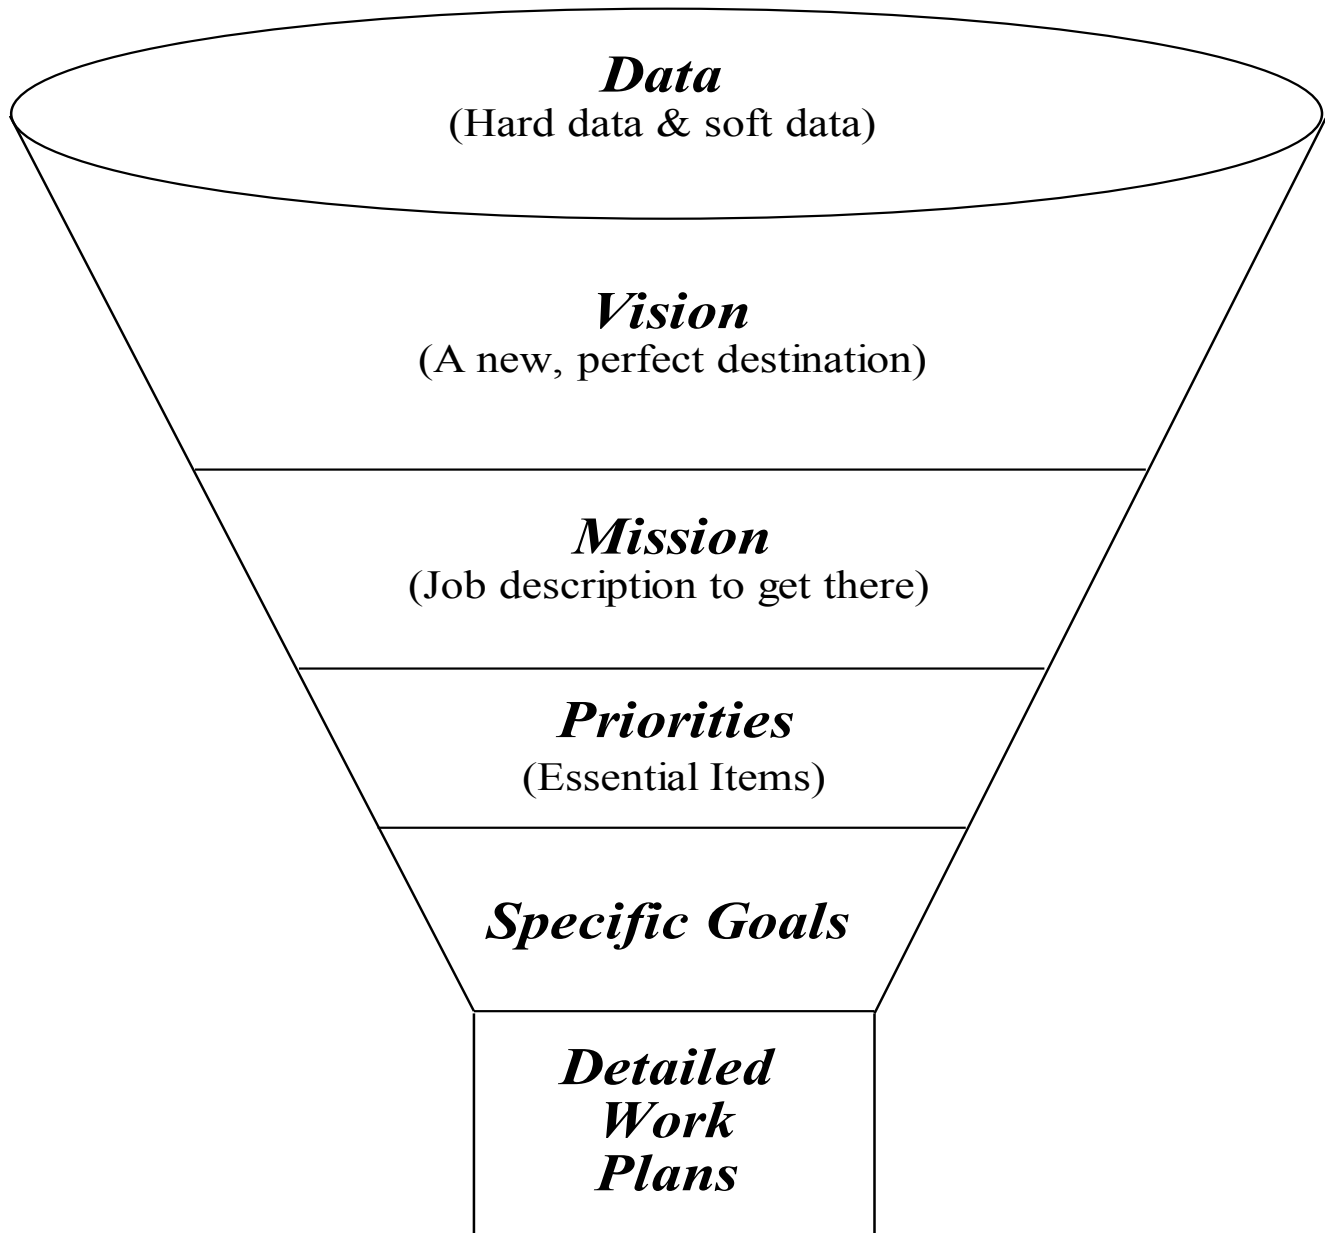 Data
(Hard data & soft data)
Vision
(A new, perfect destination)
Mission
(Job description to get there)
Priorities
(Essential Items)
Specific Goals
Detailed
Work
Plans